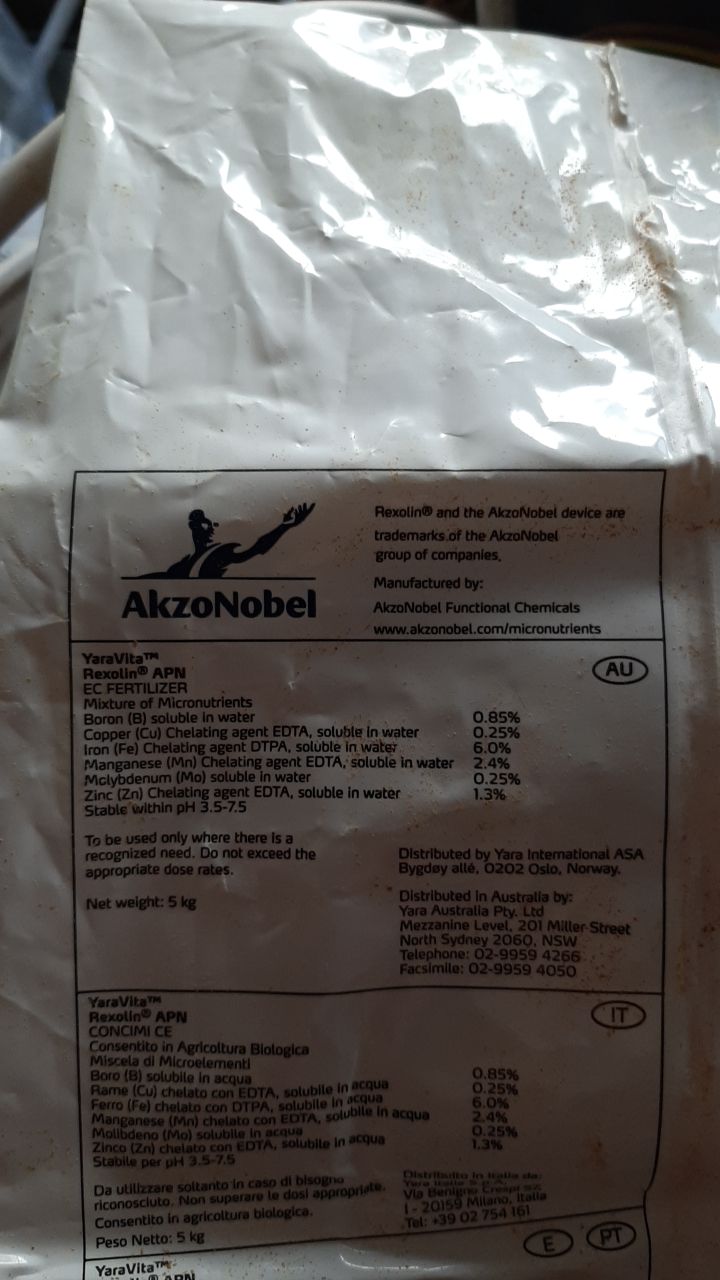 AkzoNobel
Rexolin® and the AkzoNobel device are
trademarks of the AkzoNobel
group of companies.
Manufactured by:
AkzoNobel Functional Chemicals
www.akzonobel.com/micronutrients
AU
YaraVita™
Rexolin® APN
EC FERTILIZER
Mixture of Micronutrients
Boron (B) soluble in water 0.85%
Copper (Cu) Chelating agent EDTA, soluble in water 0.25%
Iron (Fe) Chelating agent DTPA, soluble in water 6.0%
Manganese (Mn) Chelating agent EDTA, soluble in water 2.4%
Molybdenum (Mo) soluble in water 0.25%
Zinc (Zn) Chelating agent EDTA, soluble in water 1.3%
Stable within pH 3.5-7.5
To be used only where there is a
recognized need. Do not exceed the
appropriate dose rates.
Net weight: 5 kg
Distributed by Yara International ASA
Bygdøy allé, 0202 Oslo, Norway.
Distributed in Australia by:
Yara Australia Pty. Ltd
Mezzanine Level, 201 Miller Street
North Sydney 2060, NSW
Telephone: 02-9959 4266
Facsimile: 02-9959 4050
IT
YaraVita™
Rexolin® APN
CONCIMI CE
Consentito in Agricoltura Biologica
Miscela di Microelementi
Boro (B) solubile in acqua 0.85%
Rame (Cu) chelato con EDTA, solubile in acqua 0.25%
Ferro (Fe) chelato con DTPA, solubile in acqua 6.0%
Manganese (Mn) chelato con EDTA, solubile in acqua 2.4%
Molibdeno (Mo) solubile in acqua 0.25%
Zinco (Zn) chelato con EDTA, solubile in acqua 1.3%
Stabile per pH 3.5-7.5
Da utilizzare soltanto in caso di bisogno
riconosciuto. Non superare le dosi appropriate.
Consentito in agricoltura biologica.
Peso Netto: 5 kg
Distribuito in Italia da:
Yara Italia S.p.A.
Via Benigno Crespi
I - 20159 Milano, Italia
Tel: +39 02 754 161
E PT
YaraVita™
APN